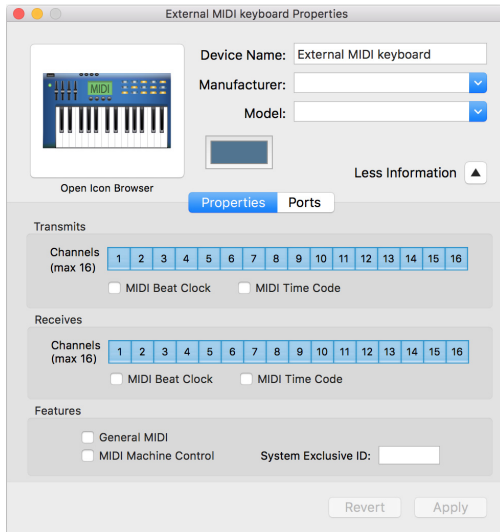 External MIDI keyboard Properties
MIDI
Open Icon Browser
Device Name: External MIDI keyboard
Manufacturer:
Model:
Less Information
Properties Ports
Transmits
Channels
(max 16)
1 2 3 4 5 6 7 8 9 10 11 12 13 14 15 16
MIDI Beat Clock MIDI Time Code
Receives
Channels
(max 16)
1 2 3 4 5 6 7 8 9 10 11 12 13 14 15 16
MIDI Beat Clock MIDI Time Code
Features
General MIDI
MIDI Machine Control System Exclusive ID:
Revert Apply